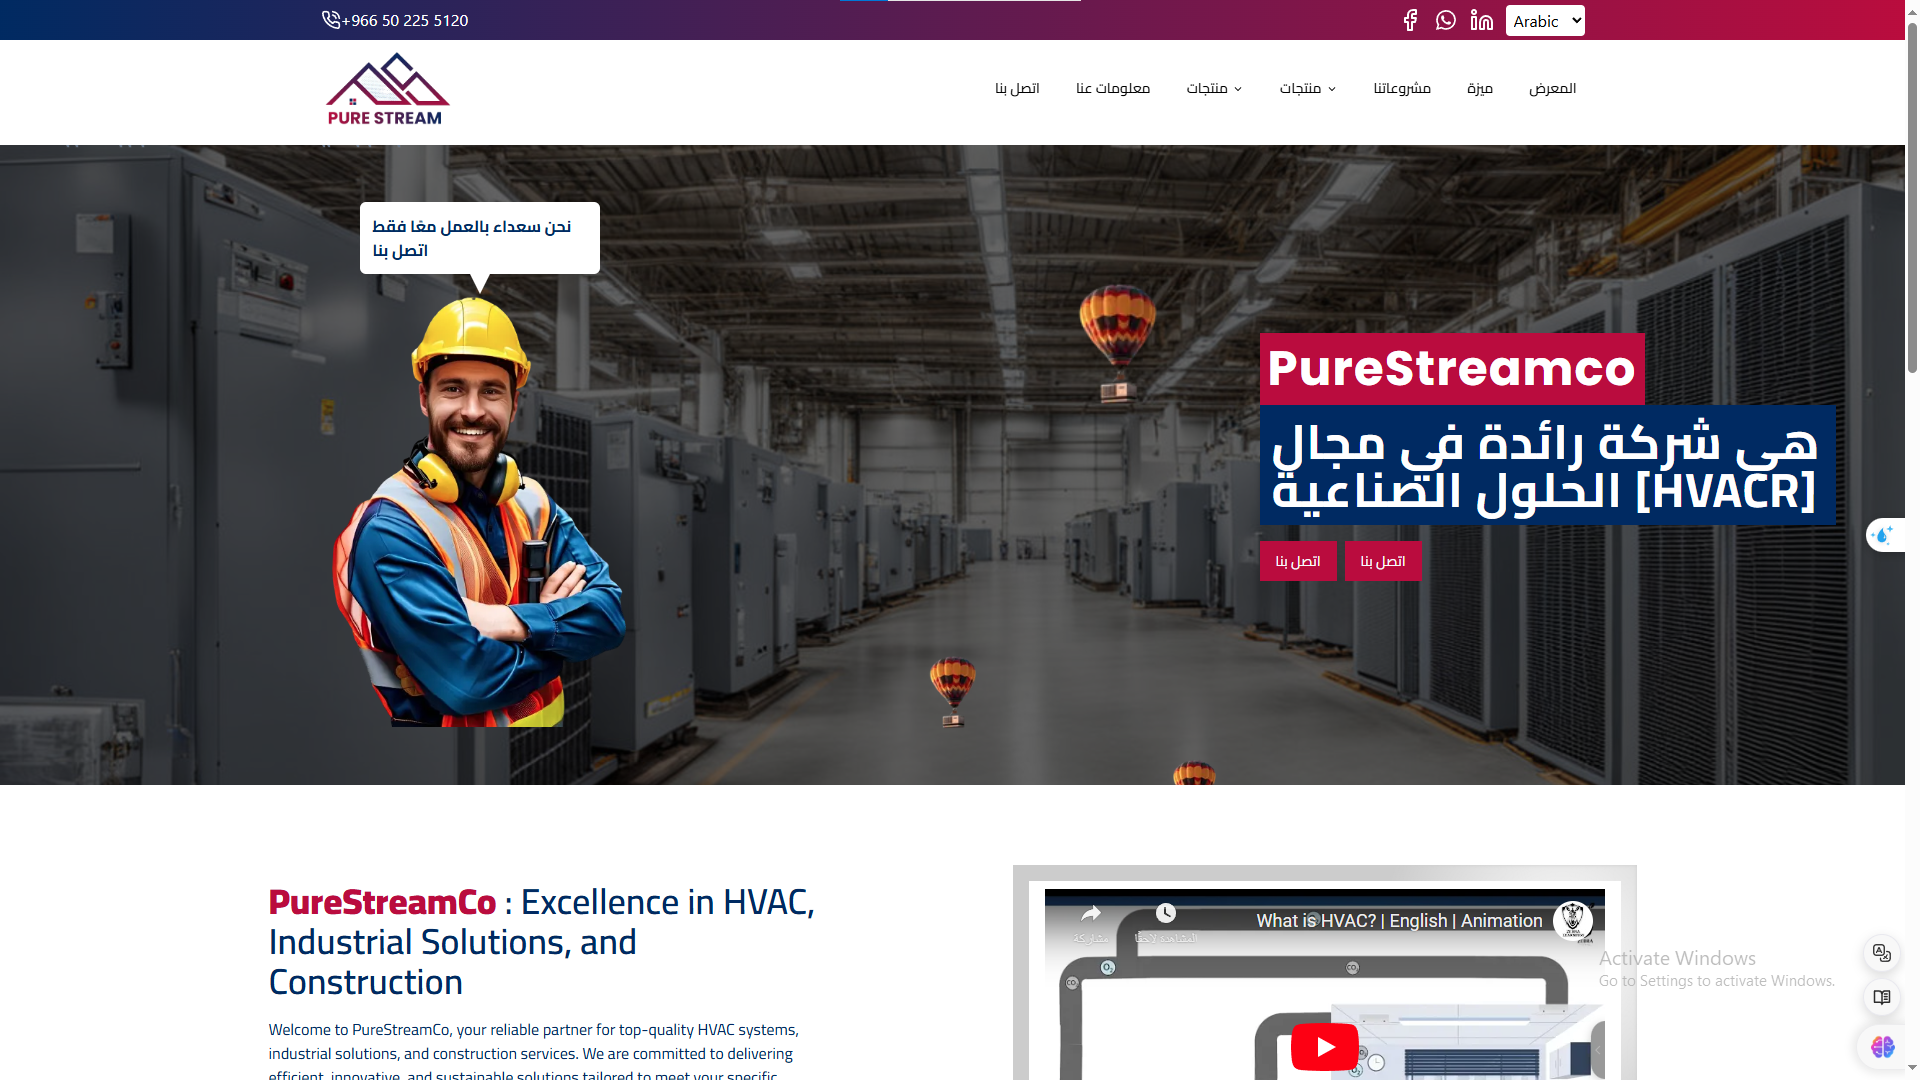 +966 50 225 5120
Arabic
PURE STREAM
المعرض
ميزة
مشروعاتنا
منتجات
منتجات
معلومات عنا
اتصل بنا
نحن سعداء بالعمل معًا فقط
اتصل بنا
PureStreamco
هي شركة رائدة في مجال
[HVACR] الحلول الصناعية
اتصل بنا
اتصل بنا
PureStreamCo : Excellence in HVAC,
Industrial Solutions, and
Construction
Welcome to PureStreamCo, your reliable partner for top-quality HVAC systems,
industrial solutions, and construction services. We are committed to delivering
efficient, innovative, and sustainable solutions tailored to meet your specific
What is HVAC? | English | Animation
مشاركة
المشاهدة لاحقًا
Activate Windows
Go to Settings to activate Windows.